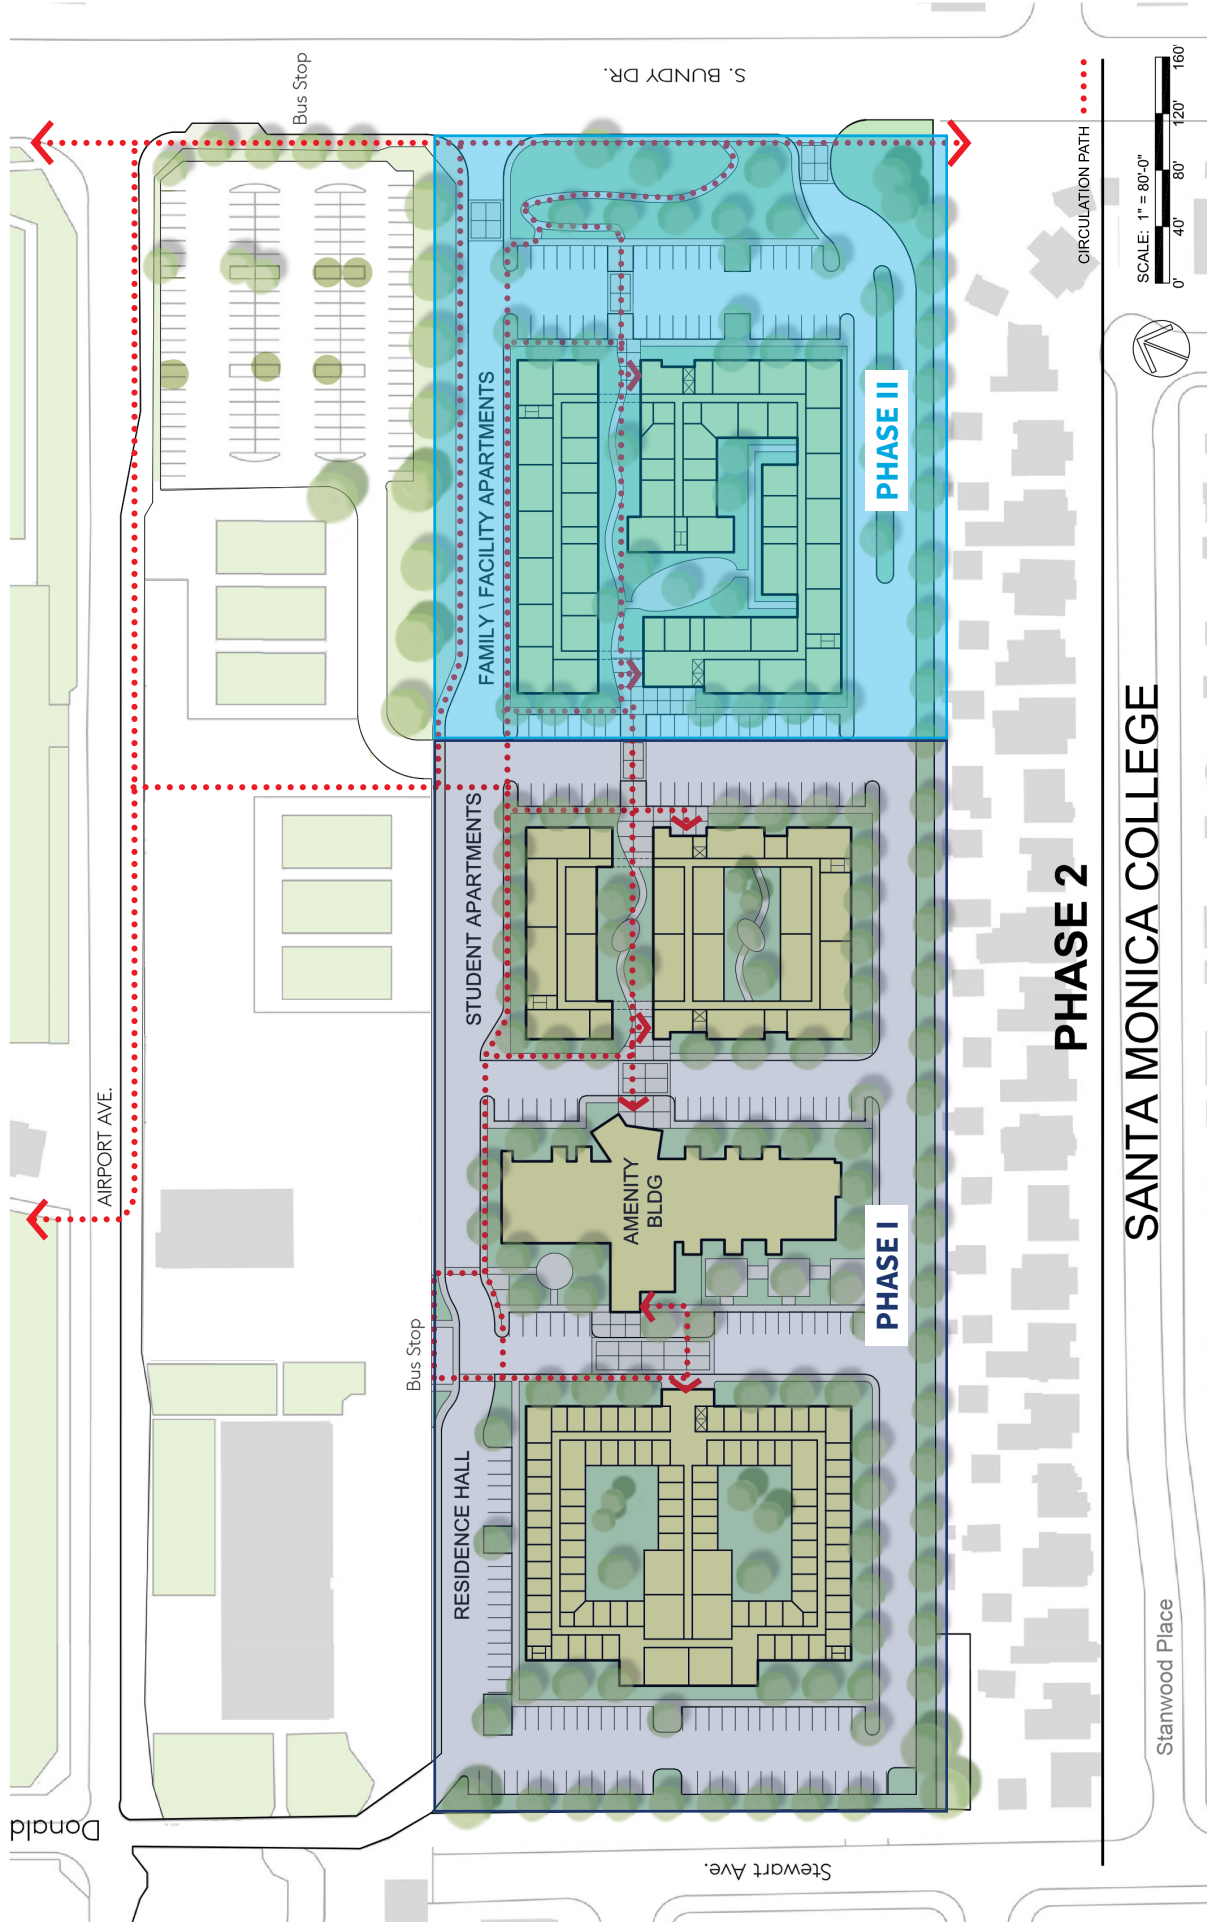 S. BUNDY DR.
Bus Stop
CIRCULATION PATH
SCALE: 1" = 80'-0"
0' 40' 80' 120' 160'
FAMILY \ FACILITY APARTMENTS
PHASE II
STUDENT APARTMENTS
AIRPORT AVE.
AMENITY
BLDG
PHASE I
Bus Stop
RESIDENCE HALL
PHASE 2
SANTA MONICA COLLEGE
Stanwood Place
Donald
Stewart Ave.